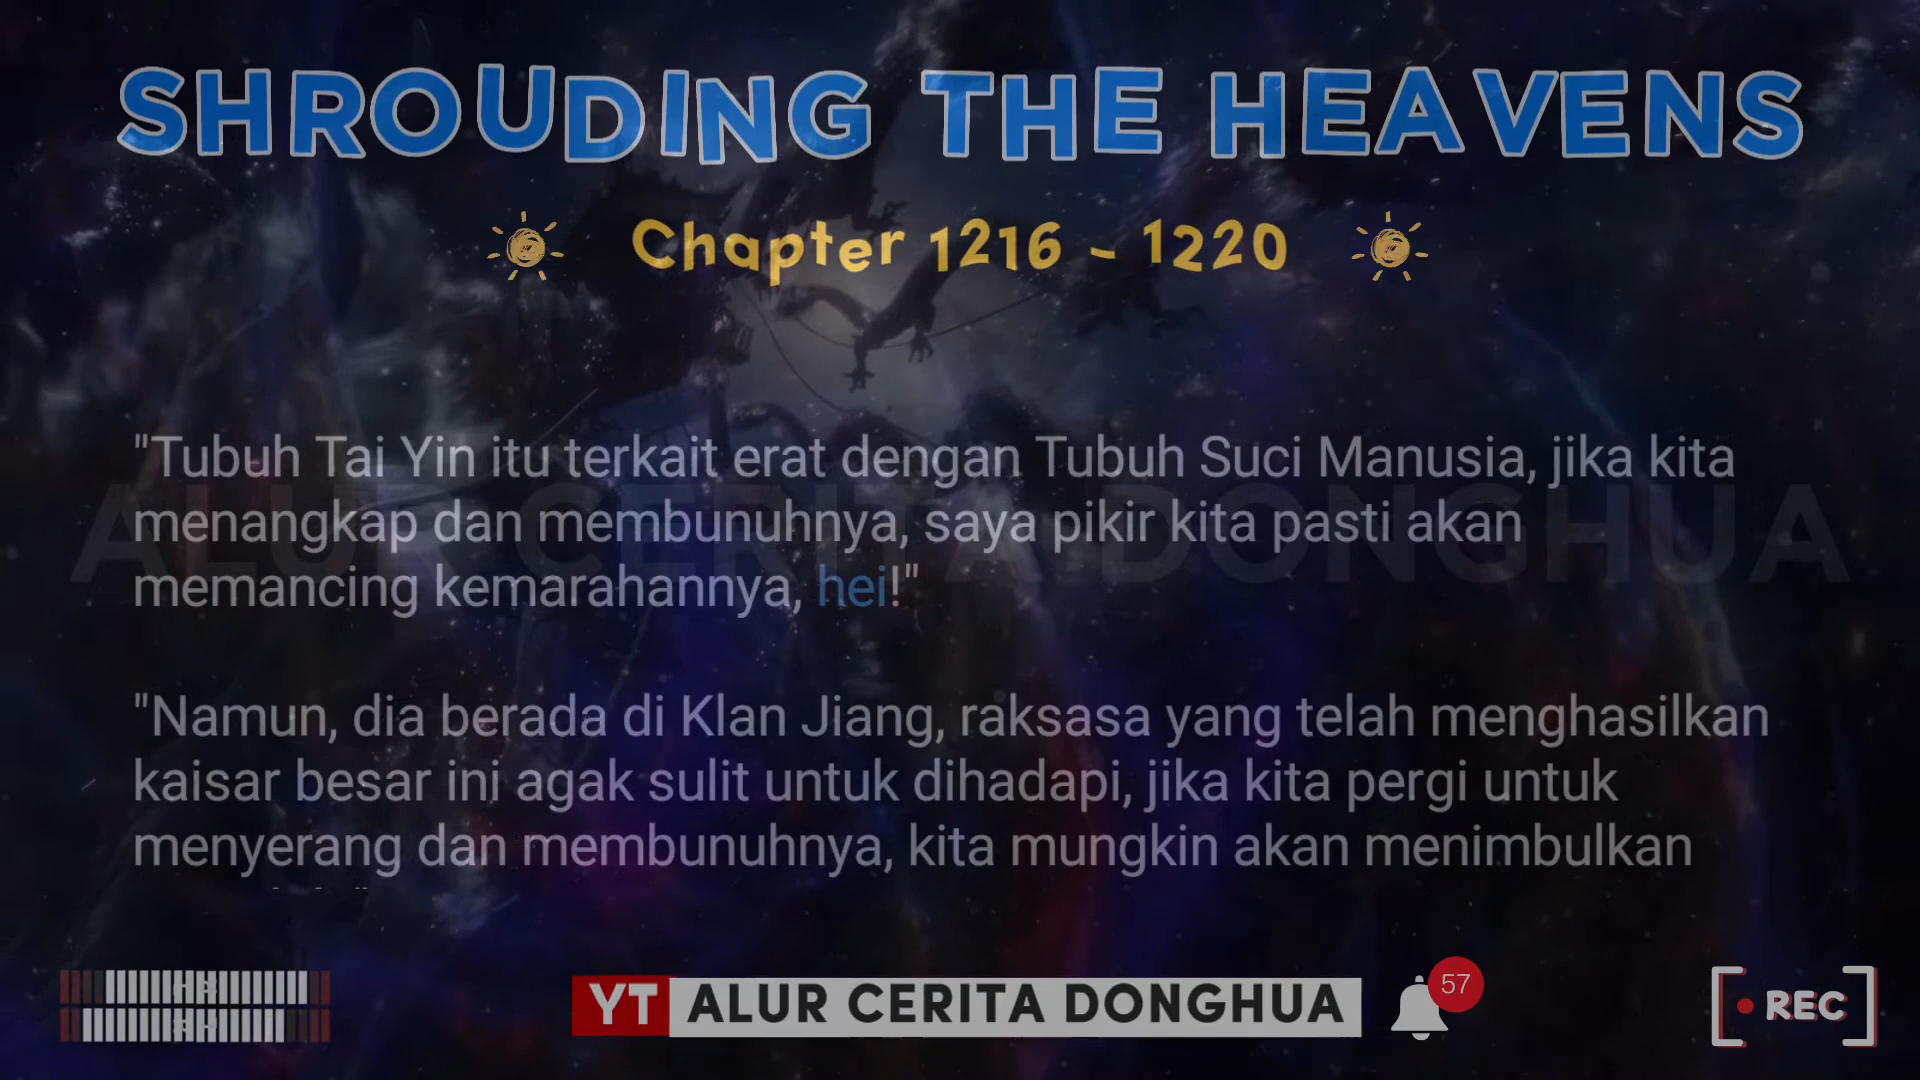 SHROUDING THE HEAVENS
Chapter 1216 - 1220
"Tubuh Tai Yin itu terkait erat dengan Tubuh Suci Manusia, jika kita
menangkap dan membunuhnya, saya pikir kita pasti akan
memancing kemarahannya, hei!"
ALUR CERITA DONGHUA
"Namun, dia berada di Klan Jiang, raksasa yang telah menghasilkan
kaisar besar ini agak sulit untuk dihadapi, jika kita pergi untuk
menyerang dan membunuhnya, kita mungkin akan menimbulkan
YT ALUR CERITA DONGHUA
57
REC